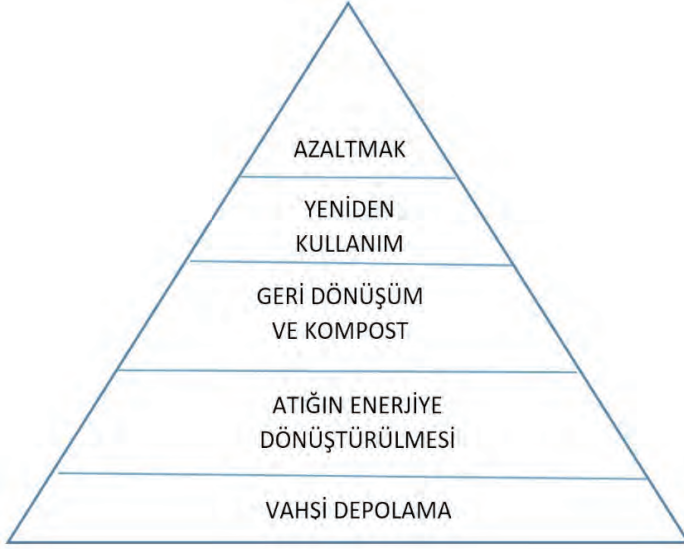 AZALTMAK
YENİDEN
KULLANIM
GERİ DÖNÜŞÜM
VE KOMPOST
ATIĞIN ENERJİYE
DÖNÜŞTÜRÜLMESİ
VAHŞİ DEPOLAMA